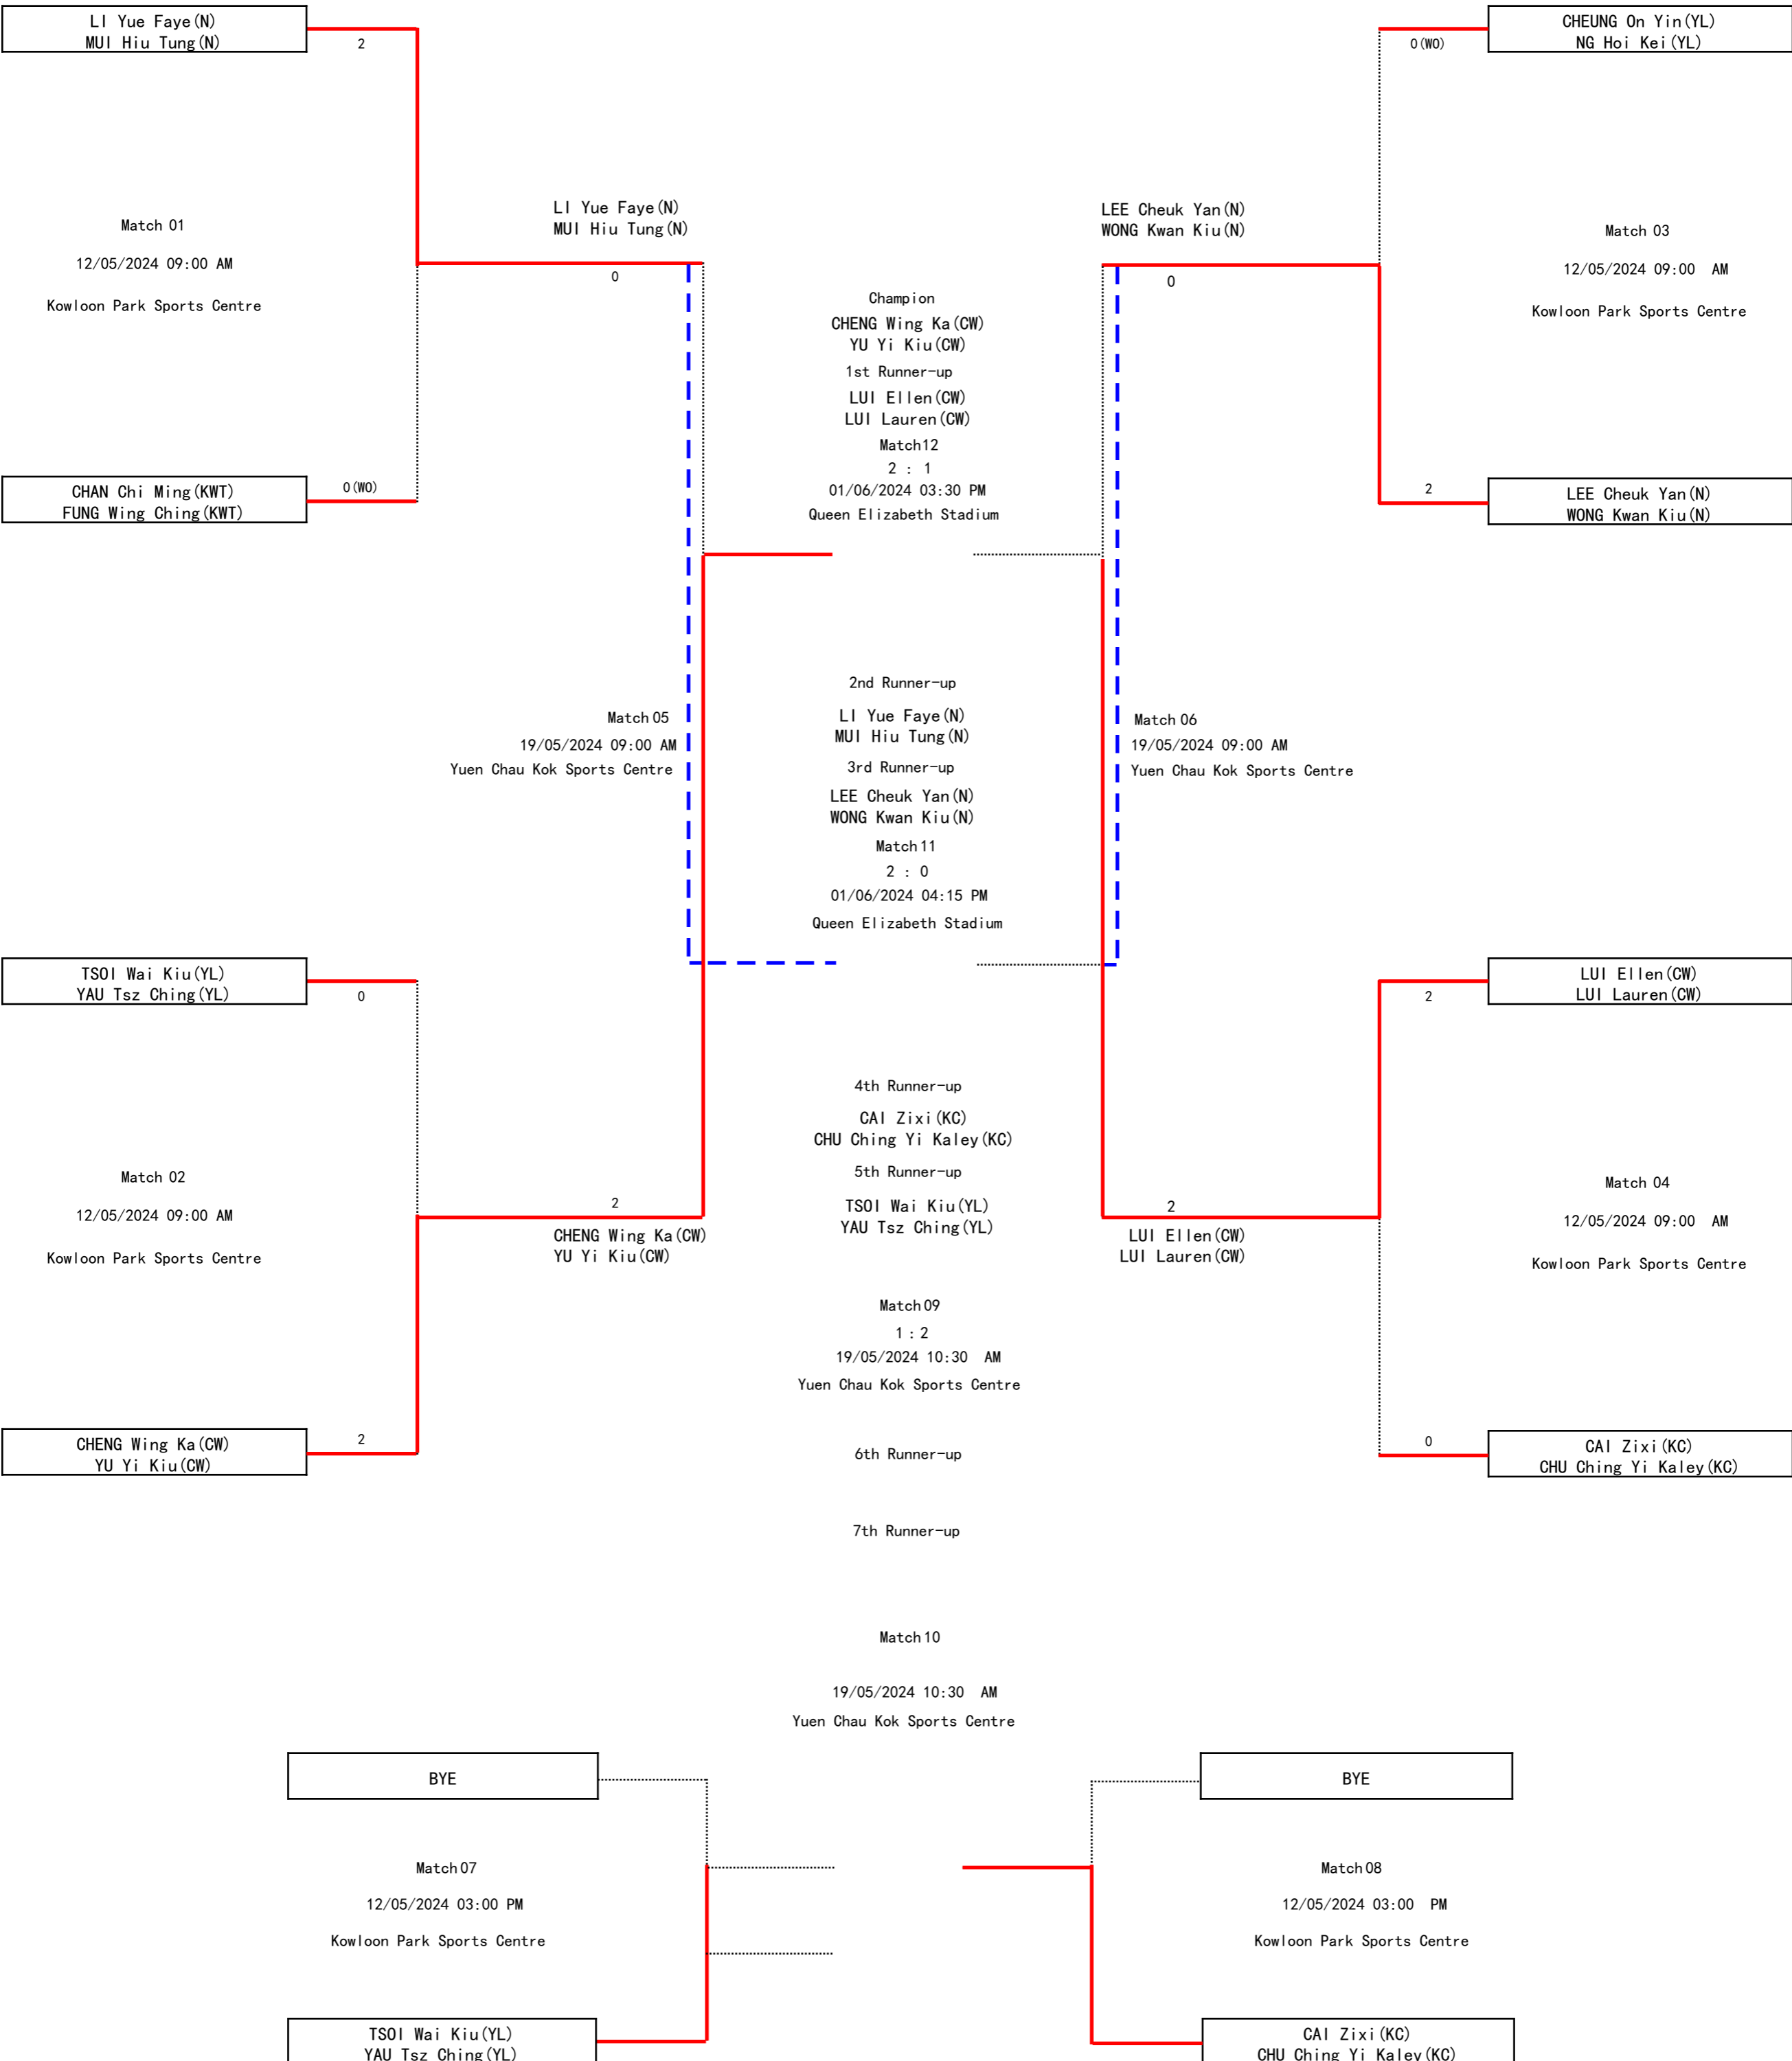 LI Yue Faye(N)
MUI Hiu Tung(N)
2
CHEUNG On Yin(YL)
NG Hoi Kei(YL)
0(WO)
Match 01
12/05/2024 09:00 AM
Kowloon Park Sports Centre
LI Yue Faye(N)
MUI Hiu Tung(N)
0
LEE Cheuk Yan(N)
WONG Kwan Kiu(N)
0
Match 03
12/05/2024 09:00 AM
Kowloon Park Sports Centre
Champion
CHENG Wing Ka(CW)
YU Yi Kiu(CW)
1st Runner-up
LUI Ellen(CW)
LUI Lauren(CW)
Match12
2 : 1
01/06/2024 03:30 PM
Queen Elizabeth Stadium
CHAN Chi Ming(KWT)
FUNG Wing Ching(KWT)
0(WO)
2
LEE Cheuk Yan(N)
WONG Kwan Kiu(N)
Match 05
19/05/2024 09:00 AM
Yuen Chau Kok Sports Centre
2nd Runner-up
LI Yue Faye(N)
MUI Hiu Tung(N)
3rd Runner-up
LEE Cheuk Yan(N)
WONG Kwan Kiu(N)
Match11
2 : 0
01/06/2024 04:15 PM
Queen Elizabeth Stadium
Match 06
19/05/2024 09:00 AM
Yuen Chau Kok Sports Centre
TSOI Wai Kiu(YL)
YAU Tsz Ching(YL)
0
LUI Ellen(CW)
LUI Lauren(CW)
2
4th Runner-up
CAI Zixi(KC)
CHU Ching Yi Kaley(KC)
5th Runner-up
TSOI Wai Kiu(YL)
YAU Tsz Ching(YL)
Match 02
12/05/2024 09:00 AM
Kowloon Park Sports Centre
2
CHENG Wing Ka(CW)
YU Yi Kiu(CW)
2
LUI Ellen(CW)
LUI Lauren(CW)
Match 04
12/05/2024 09:00 AM
Kowloon Park Sports Centre
Match09
1 : 2
19/05/2024 10:30 AM
Yuen Chau Kok Sports Centre
CHENG Wing Ka(CW)
YU Yi Kiu(CW)
2
0
CAI Zixi(KC)
CHU Ching Yi Kaley(KC)
6th Runner-up
7th Runner-up
Match10
19/05/2024 10:30 AM
Yuen Chau Kok Sports Centre
BYE
BYE
Match07
12/05/2024 03:00 PM
Kowloon Park Sports Centre
Match08
12/05/2024 03:00 PM
Kowloon Park Sports Centre
TSOI Wai Kiu(YL)
YAU Tsz Ching(YL)
CAI Zixi(KC)
CHU Ching Yi Kaley(KC)